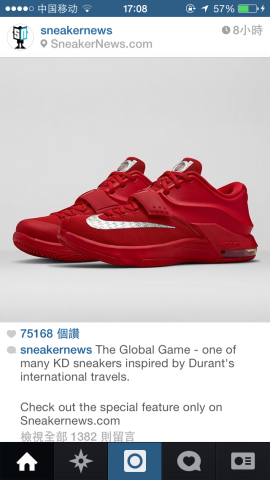 中国移动 17:08 57%
sneakernews 8小時
SneakerNews.com
75168 個讚
sneakernews The Global Game - one of
many KD sneakers inspired by Durant's
international travels.
Check out the special feature only on
Sneakernews.com
檢視全部 1382 則留言